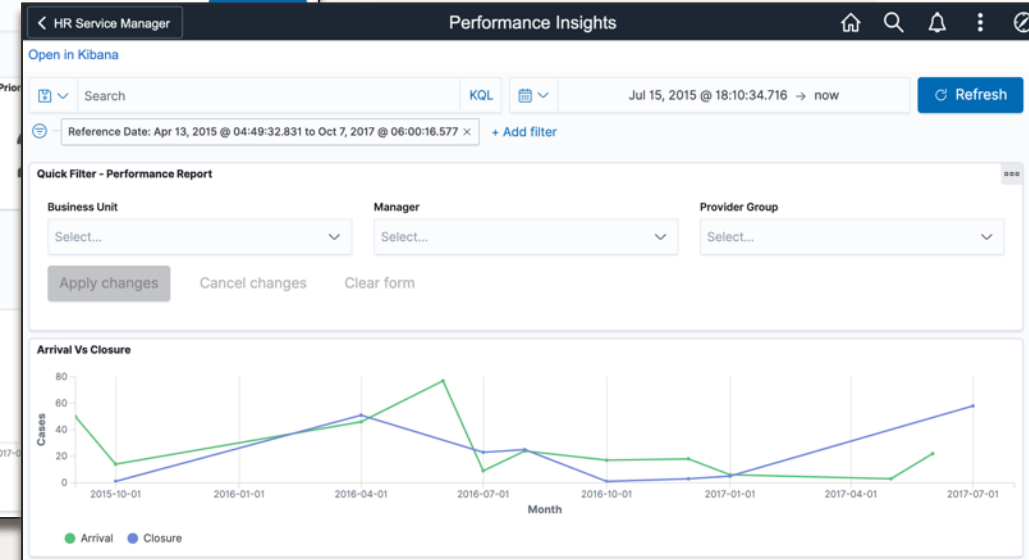 HR Service Manager
Performance Insights
Open in Kibana
Prior
Search
KQL
Jul 15, 2015 @ 18:10:34.716 → now
Refresh
Reference Date: Apr 13, 2015 @ 04:49:32.831 to Oct 7, 2017 @ 06:00:16.577 ×
+ Add filter
Quick Filter - Performance Report
Business Unit
Manager
Provider Group
Select...
Select...
Select...
Apply changes
Cancel changes
Clear form
Arrival Vs Closure
80
60
40
20
0
Cases
017-0
2015-10-01
2016-01-01
2016-04-01
2016-07-01
2016-10-01
2017-01-01
2017-04-01
2017-07-01
Month
Arrival
Closure